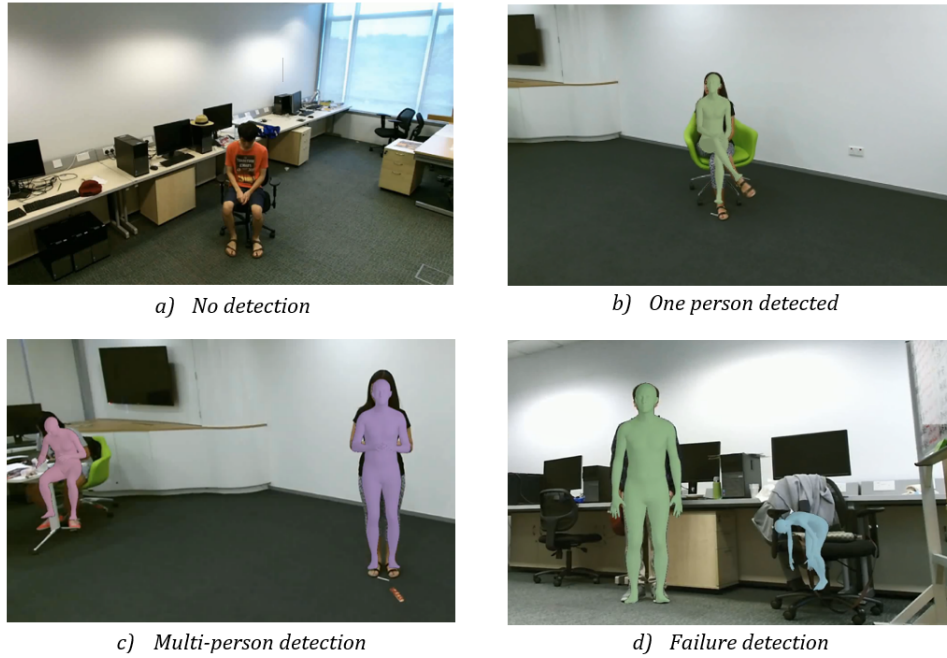 a) No detection
b) One person detected
c) Multi-person detection
d) Failure detection